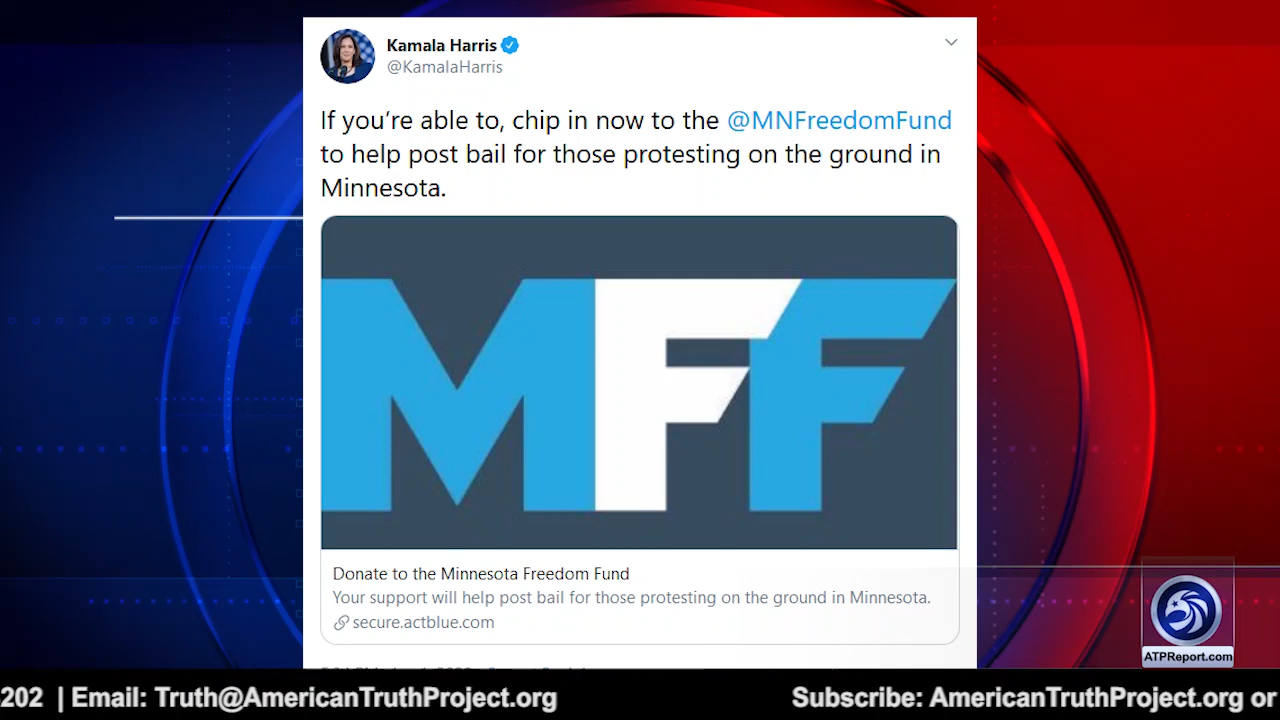 Kamala Harris
@KamalaHarris
If you're able to, chip in now to the @MNFreedomFund
to help post bail for those protesting on the ground in
Minnesota.
MFF
Donate to the Minnesota Freedom Fund
Your support will help post bail for those protesting on the ground in Minnesota.
secure.actblue.com
ATPReport.com
202 | Email: Truth@AmericanTruthProject.org
Subscribe: AmericanTruthProject.org or